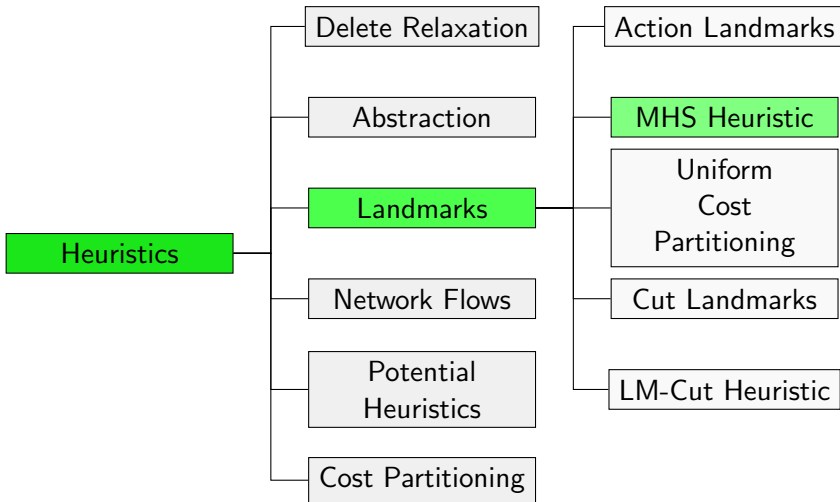 Heuristics
Delete Relaxation
Abstraction
Landmarks
Network Flows
Potential
Heuristics
Cost Partitioning
Action Landmarks
MHS Heuristic
Uniform
Cost
Partitioning
Cut Landmarks
LM-Cut Heuristic